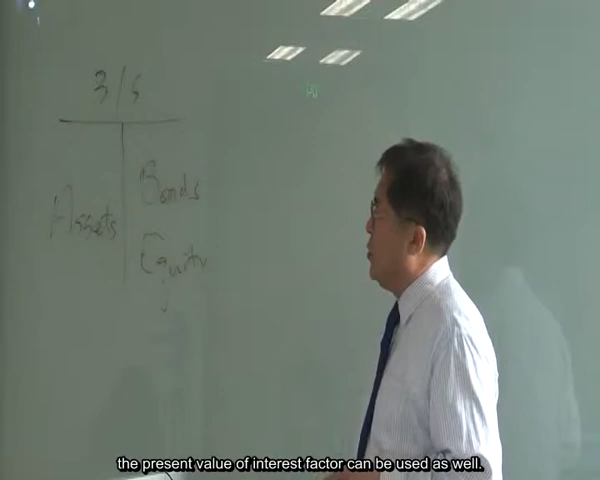 B/S
Bonds
Assets
Equity
the present value of interest factor can be used as well.